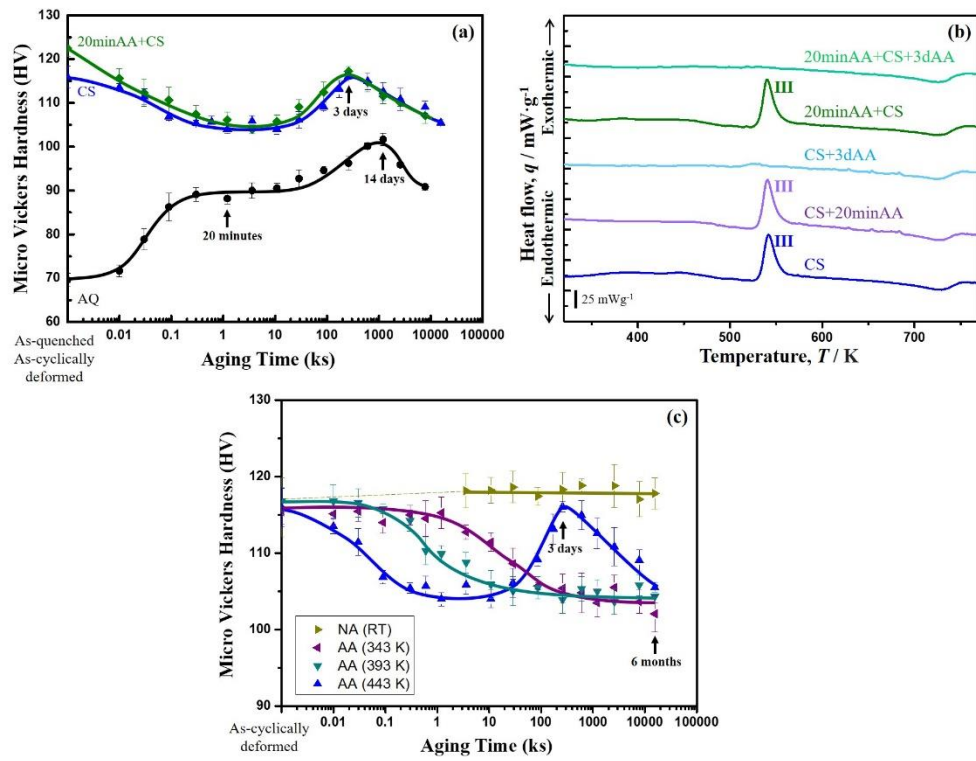 (a)
130
120
110
100
90
80
70
60
Micro Vickers Hardness (HV)
20minAA+CS
CS
3 days
14 days
20 minutes
AQ
0.01 0.1 1 10 100 1000 10000 100000
As-quenched
As-cyclically
deformed
Aging Time (ks)
(b)
Heat flow, q / mW·g⁻¹
Exothermic
Endothermic
20minAA+CS+3dAA
III
20minAA+CS
CS+3dAA
III
CS+20minAA
III
CS
25 mWg⁻¹
400 500 600 700
Temperature, T / K
(c)
130
120
110
100
90
Micro Vickers Hardness (HV)
3 days
6 months
NA (RT)
AA (343 K)
AA (393 K)
AA (443 K)
0.01 0.1 1 10 100 1000 10000 100000
As-cyclically
deformed
Aging Time (ks)